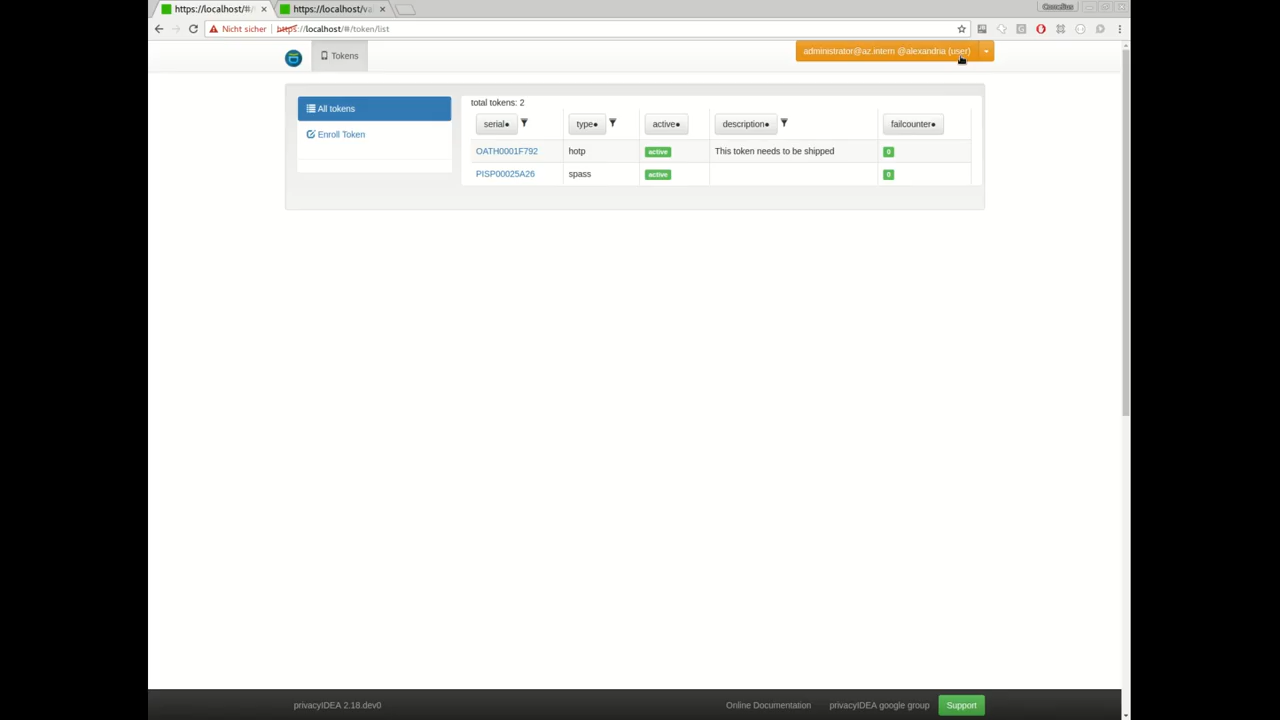 https://localhost/#/
https://localhost/va
Cornelius
Nicht sicher https://localhost/#/token/list
Tokens
administrator@az.intern @alexandria (user)
All tokens
Enroll Token
total tokens: 2
serial type active description failcounter
OATH0001F792 hotp active This token needs to be shipped 0
PISP00025A26 spass active 0
privacyIDEA 2.18.dev0
Online Documentation privacyIDEA google group Support